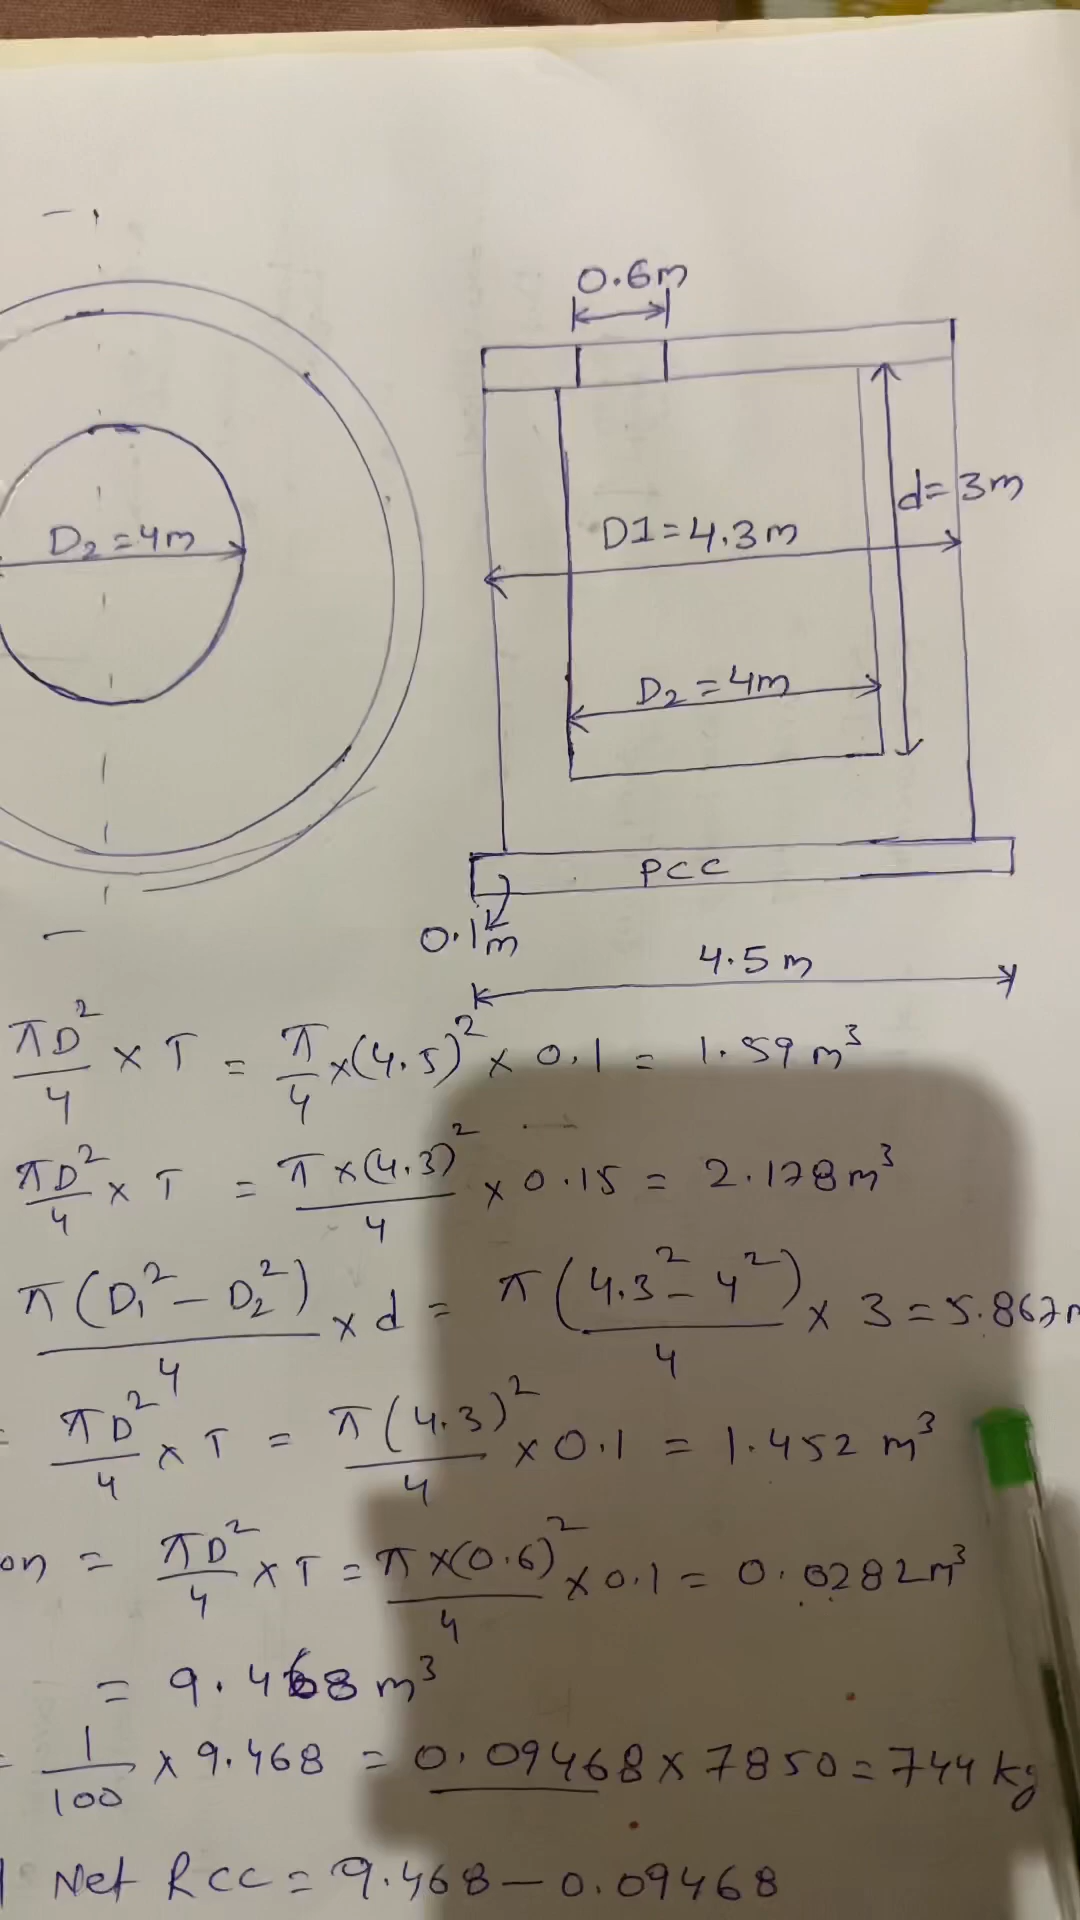 0.6m
d=3m
D1=4.3m
D₂=4m
D₂=4m
PCC
0.1m
4.5m
πD²/4 × T = π/4 ×(4.5)² × 0.1 = 1.59 m³
πD²/4 × T = π×(4.3)²/4 × 0.15 = 2.178 m³
π(D₁²-D₂²)/4 × d = π(4.3²-4²)/4 × 3 = 5.867m
= πD²/4 × T = π(4.3)²/4 × 0.1 = 1.452 m³
on = πD²/4 × T = π×(0.6)²/4 × 0.1 = 0.0282m³
= 9.468 m³
= 1/100 × 9.468 = 0.09468 × 7850 = 744 kg
Net RCC = 9.468 - 0.09468